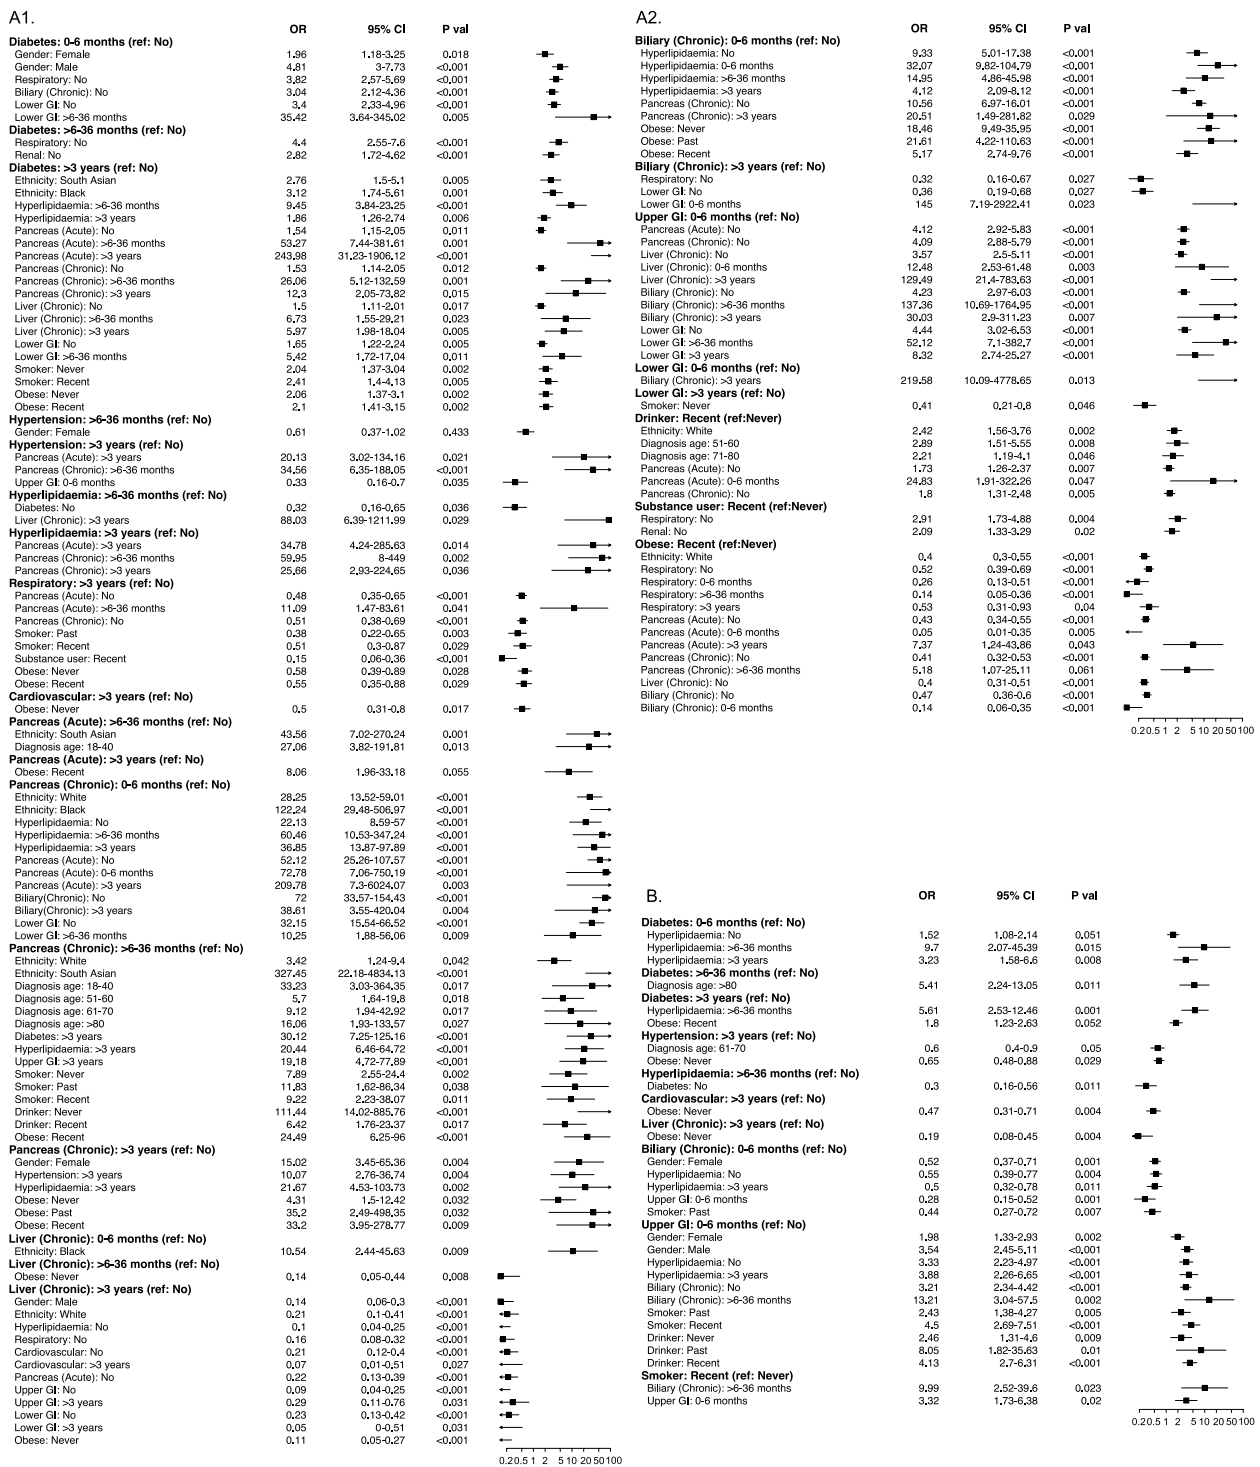 A1.
OR 95% CI P val
Diabetes: 0-6 months (ref: No)
Gender: Female 1.96 1.18-3.25 0.018
Gender: Male 4.81 3-7.73 <0.001
Respiratory: No 3.82 2.57-5.69 <0.001
Biliary (Chronic): No 3.04 2.12-4.36 <0.001
Lower GI: No 3.4 2.33-4.96 <0.001
Lower GI: >6-36 months 35.42 3.64-345.02 0.005
Diabetes: >6-36 months (ref: No)
Respiratory: No 4.4 2.55-7.6 <0.001
Renal: No 2.82 1.72-4.62 <0.001
Diabetes: >3 years (ref: No)
Ethnicity: South Asian 2.76 1.5-5.1 0.005
Ethnicity: Black 3.12 1.74-5.61 0.001
Hyperlipidaemia: >6-36 months 9.45 3.84-23.25 <0.001
Hyperlipidaemia: >3 years 1.86 1.26-2.74 0.006
Pancreas (Acute): No 1.54 1.15-2.05 0.011
Pancreas (Acute): >6-36 months 53.27 7.44-381.61 0.001
Pancreas (Acute): >3 years 243.98 31.23-1906.12 <0.001
Pancreas (Chronic): No 1.53 1.14-2.05 0.012
Pancreas (Chronic): >6-36 months 26.06 5.12-132.59 0.001
Pancreas (Chronic): >3 years 12.3 2.05-73.82 0.015
Liver (Chronic): No 1.5 1.11-2.01 0.017
Liver (Chronic): >6-36 months 6.73 1.55-29.21 0.023
Liver (Chronic): >3 years 5.97 1.98-18.04 0.005
Lower GI: No 1.65 1.22-2.24 0.005
Lower GI: >6-36 months 5.42 1.72-17.04 0.011
Smoker: Never 2.04 1.37-3.04 0.002
Smoker: Recent 2.41 1.4-4.13 0.005
Obese: Never 2.06 1.37-3.1 0.002
Obese: Recent 2.1 1.41-3.15 0.002
Hypertension: >6-36 months (ref: No)
Gender: Female 0.61 0.37-1.02 0.433
Hypertension: >3 years (ref: No)
Pancreas (Acute): >3 years 20.13 3.02-134.16 0.021
Pancreas (Chronic): >6-36 months 34.56 6.35-188.05 <0.001
Upper GI: 0-6 months 0.33 0.16-0.7 0.035
Hyperlipidaemia: >6-36 months (ref: No)
Diabetes: No 0.32 0.16-0.65 0.036
Liver (Chronic): >3 years 88.03 6.39-1211.99 0.029
Hyperlipidaemia: >3 years (ref: No)
Pancreas (Acute): >3 years 34.78 4.24-285.63 0.014
Pancreas (Chronic): >6-36 months 59.95 8-449 0.002
Pancreas (Chronic): >3 years 25.66 2.93-224.65 0.036
Respiratory: >3 years (ref: No)
Pancreas (Acute): No 0.48 0.35-0.65 <0.001
Pancreas (Acute): >6-36 months 11.09 1.47-83.61 0.041
Pancreas (Chronic): No 0.51 0.38-0.69 <0.001
Smoker: Past 0.38 0.22-0.65 0.003
Smoker: Recent 0.51 0.3-0.87 0.029
Substance user: Recent 0.15 0.06-0.36 <0.001
Obese: Never 0.58 0.39-0.89 0.028
Obese: Recent 0.55 0.35-0.88 0.029
Cardiovascular: >3 years (ref: No)
Obese: Never 0.5 0.31-0.8 0.017
Pancreas (Acute): >6-36 months (ref: No)
Ethnicity: South Asian 43.56 7.02-270.24 0.001
Diagnosis age: 18-40 27.06 3.82-191.81 0.013
Pancreas (Acute): >3 years (ref: No)
Obese: Recent 8.06 1.96-33.18 0.055
Pancreas (Chronic): 0-6 months (ref: No)
Ethnicity: White 28.25 13.52-59.01 <0.001
Ethnicity: Black 122.24 29.48-506.97 <0.001
Hyperlipidaemia: No 22.13 8.59-57 <0.001
Hyperlipidaemia: >6-36 months 60.46 10.53-347.24 <0.001
Hyperlipidaemia: >3 years 36.85 13.87-97.89 <0.001
Pancreas (Acute): No 52.12 25.26-107.57 <0.001
Pancreas (Acute): 0-6 months 72.78 7.06-750.19 <0.001
Pancreas (Acute): >3 years 209.78 7.3-6024.07 0.003
Biliary(Chronic): No 72 33.57-154.43 <0.001
Biliary(Chronic): >3 years 38.61 3.55-420.04 0.004
Lower GI: No 32.15 15.54-66.52 <0.001
Lower GI: >6-36 months 10.25 1.88-56.06 0.009
Pancreas (Chronic): >6-36 months (ref: No)
Ethnicity: White 3.42 1.24-9.4 0.042
Ethnicity: South Asian 327.45 22.18-4834.13 <0.001
Diagnosis age: 18-40 33.23 3.03-364.35 0.017
Diagnosis age: 51-60 5.7 1.64-19.8 0.018
Diagnosis age: 61-70 9.12 1.94-42.92 0.017
Diagnosis age: >80 16.06 1.93-133.57 0.027
Diabetes: >3 years 30.12 7.25-125.16 <0.001
Hyperlipidaemia: >3 years 20.44 6.46-64.72 <0.001
Upper GI: >3 years 19.18 4.72-77.89 <0.001
Smoker: Never 7.89 2.55-24.4 0.002
Smoker: Past 11.83 1.62-86.34 0.038
Smoker: Recent 9.22 2.23-38.07 0.011
Drinker: Never 111.44 14.02-885.76 <0.001
Drinker: Recent 6.42 1.76-23.37 0.017
Obese: Recent 24.49 6.25-96 <0.001
Pancreas (Chronic): >3 years (ref: No)
Gender: Female 15.02 3.45-65.36 0.004
Hypertension: >3 years 10.07 2.76-36.74 0.004
Hyperlipidaemia: >3 years 21.67 4.53-103.73 0.002
Obese: Never 4.31 1.5-12.42 0.032
Obese: Past 35.2 2.49-498.35 0.032
Obese: Recent 33.2 3.95-278.77 0.009
Liver (Chronic): 0-6 months (ref: No)
Ethnicity: Black 10.54 2.44-45.63 0.009
Liver (Chronic): >6-36 months (ref: No)
Obese: Never 0.14 0.05-0.44 0.008
Liver (Chronic): >3 years (ref: No)
Gender: Male 0.14 0.06-0.3 <0.001
Ethnicity: White 0.21 0.1-0.41 <0.001
Hyperlipidaemia: No 0.1 0.04-0.25 <0.001
Respiratory: No 0.16 0.08-0.32 <0.001
Cardiovascular: No 0.21 0.12-0.4 <0.001
Cardiovascular: >3 years 0.07 0.01-0.51 0.027
Pancreas (Acute): No 0.22 0.13-0.39 <0.001
Upper GI: No 0.09 0.04-0.25 <0.001
Upper GI: >3 years 0.29 0.11-0.76 0.031
Lower GI: No 0.23 0.13-0.42 <0.001
Lower GI: >3 years 0.05 0-0.51 0.031
Obese: Never 0.11 0.05-0.27 <0.001
0.2 0.5 1 2 5 10 20 50 100
A2.
OR 95% CI P val
Biliary (Chronic): 0-6 months (ref: No)
Hyperlipidaemia: No 9.33 5.01-17.38 <0.001
Hyperlipidaemia: 0-6 months 32.07 9.82-104.79 <0.001
Hyperlipidaemia: >6-36 months 14.95 4.86-45.98 <0.001
Hyperlipidaemia: >3 years 4.12 2.09-8.12 <0.001
Pancreas (Chronic): No 10.56 6.97-16.01 <0.001
Pancreas (Chronic): >3 years 20.51 1.49-281.82 0.029
Obese: Never 18.46 9.49-35.95 <0.001
Obese: Past 21.61 4.22-110.63 <0.001
Obese: Recent 5.17 2.74-9.76 <0.001
Biliary (Chronic): >3 years (ref: No)
Respiratory: No 0.32 0.16-0.67 0.027
Lower GI: No 0.36 0.19-0.68 0.027
Lower GI: 0-6 months 145 7.19-2922.41 0.023
Upper GI: 0-6 months (ref: No)
Pancreas (Acute): No 4.12 2.92-5.83 <0.001
Pancreas (Chronic): No 4.09 2.88-5.79 <0.001
Liver (Chronic): No 3.57 2.5-5.11 <0.001
Liver (Chronic): 0-6 months 12.48 2.53-61.48 0.003
Liver (Chronic): >3 years 129.49 21.4-783.63 <0.001
Biliary (Chronic): No 4.23 2.97-6.03 <0.001
Biliary (Chronic): >6-36 months 137.36 10.69-1764.95 <0.001
Biliary (Chronic): >3 years 30.03 2.9-311.23 0.007
Lower GI: No 4.44 3.02-6.53 <0.001
Lower GI: >6-36 months 52.12 7.1-382.7 <0.001
Lower GI: >3 years 8.32 2.74-25.27 <0.001
Lower GI: 0-6 months (ref: No)
Biliary (Chronic): >3 years 219.58 10.09-4778.65 0.013
Lower GI: >3 years (ref: No)
Smoker: Never 0.41 0.21-0.8 0.046
Drinker: Recent (ref:Never)
Ethnicity: White 2.42 1.56-3.76 0.002
Diagnosis age: 51-60 2.89 1.51-5.55 0.008
Diagnosis age: 71-80 2.21 1.19-4.1 0.046
Pancreas (Acute): No 1.73 1.26-2.37 0.007
Pancreas (Acute): 0-6 months 24.83 1.91-322.26 0.047
Pancreas (Chronic): No 1.8 1.31-2.48 0.005
Substance user: Recent (ref:Never)
Respiratory: No 2.91 1.73-4.88 0.004
Renal: No 2.09 1.33-3.29 0.02
Obese: Recent (ref:Never)
Ethnicity: White 0.4 0.3-0.55 <0.001
Respiratory: No 0.52 0.39-0.69 <0.001
Respiratory: 0-6 months 0.26 0.13-0.51 <0.001
Respiratory: >6-36 months 0.14 0.05-0.36 <0.001
Respiratory: >3 years 0.53 0.31-0.93 0.04
Pancreas (Acute): No 0.43 0.34-0.55 <0.001
Pancreas (Acute): 0-6 months 0.05 0.01-0.35 0.005
Pancreas (Acute): >3 years 7.37 1.24-43.86 0.043
Pancreas (Chronic): No 0.41 0.32-0.53 <0.001
Pancreas (Chronic): >6-36 months 5.18 1.07-25.11 0.061
Liver (Chronic): No 0.4 0.31-0.51 <0.001
Biliary (Chronic): No 0.47 0.36-0.6 <0.001
Biliary (Chronic): 0-6 months 0.14 0.06-0.35 <0.001
0.2 0.5 1 2 5 10 20 50 100
B.
OR 95% CI P val
Diabetes: 0-6 months (ref: No)
Hyperlipidaemia: No 1.52 1.08-2.14 0.051
Hyperlipidaemia: >6-36 months 9.7 2.07-45.39 0.015
Hyperlipidaemia: >3 years 3.23 1.58-6.6 0.008
Diabetes: >6-36 months (ref: No)
Diagnosis age: >80 5.41 2.24-13.05 0.011
Diabetes: >3 years (ref: No)
Hyperlipidaemia: >6-36 months 5.61 2.53-12.46 0.001
Obese: Recent 1.8 1.23-2.63 0.052
Hypertension: >3 years (ref: No)
Diagnosis age: 61-70 0.6 0.4-0.9 0.05
Obese: Never 0.65 0.48-0.88 0.029
Hyperlipidaemia: >6-36 months (ref: No)
Diabetes: No 0.3 0.16-0.56 0.011
Cardiovascular: >3 years (ref: No)
Obese: Never 0.47 0.31-0.71 0.004
Liver (Chronic): >3 years (ref: No)
Obese: Never 0.19 0.08-0.45 0.004
Biliary (Chronic): 0-6 months (ref: No)
Gender: Female 0.52 0.37-0.71 0.001
Hyperlipidaemia: No 0.55 0.39-0.77 0.004
Hyperlipidaemia: >3 years 0.5 0.32-0.78 0.011
Upper GI: 0-6 months 0.28 0.15-0.52 0.001
Smoker: Past 0.44 0.27-0.72 0.007
Upper GI: 0-6 months (ref: No)
Gender: Female 1.98 1.33-2.93 0.002
Gender: Male 3.54 2.45-5.11 <0.001
Hyperlipidaemia: No 3.33 2.23-4.97 <0.001
Hyperlipidaemia: >3 years 3.88 2.26-6.65 <0.001
Biliary (Chronic): No 3.21 2.34-4.42 <0.001
Biliary (Chronic): >6-36 months 13.21 3.04-57.5 0.002
Smoker: Past 2.43 1.38-4.27 0.005
Smoker: Recent 4.5 2.69-7.51 <0.001
Drinker: Never 2.46 1.31-4.6 0.009
Drinker: Past 8.05 1.82-35.63 0.01
Drinker: Recent 4.13 2.7-6.31 <0.001
Smoker: Recent (ref: Never)
Biliary (Chronic): >6-36 months 9.99 2.52-39.6 0.023
Upper GI: 0-6 months 3.32 1.73-6.38 0.02
0.2 0.5 1 2 5 10 20 50 100